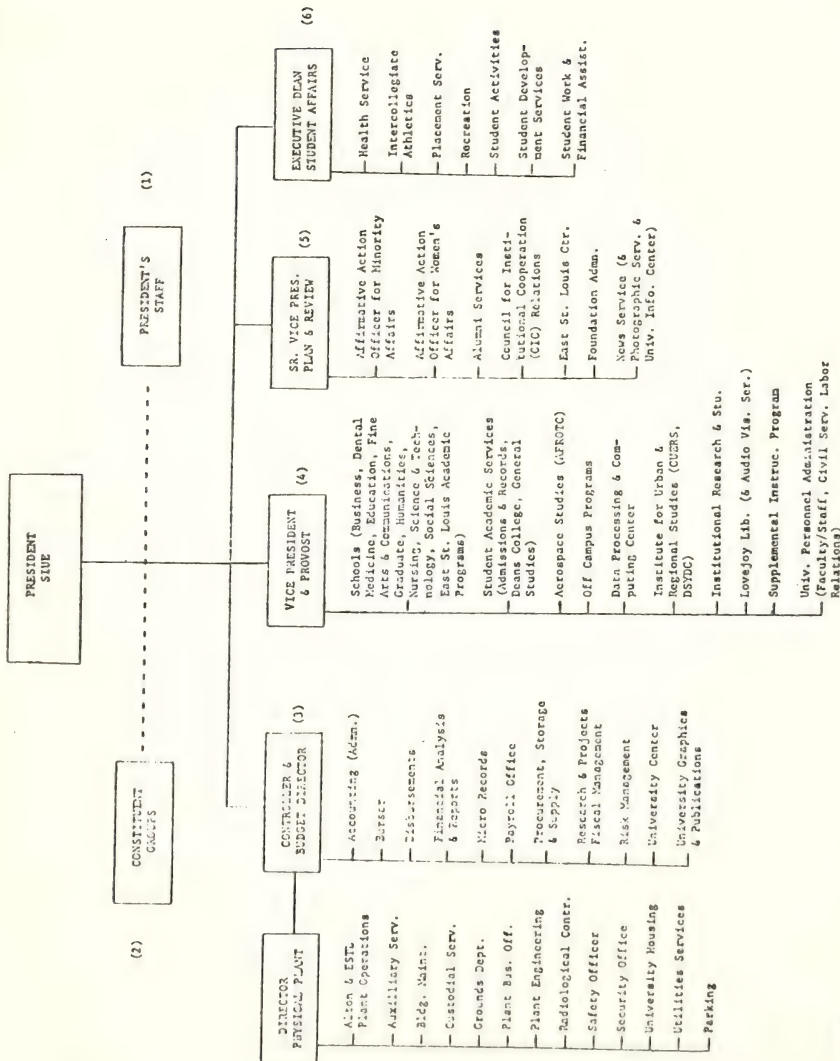 PRESIDENT
SIUE
(1)
PRESIDENT'S
STAFF
(2)
CONSTITUENT
GROUPS
DIRECTOR
PHYSICAL PLANT
Alton & ESTL
Plant Operations
Auxilliary Serv.
Bldg. Maint.
Custodial Serv.
Grounds Dept.
Plant Bus. Off.
Plant Engineering
Radiological Contr.
Safety Officer
Security Office
University Housing
Utilities Services
Parking
(3)
CONTROLLER &
BUDGET DIRECTOR
Accounting (Adm.)
Bursar
Disbursements
Financial Analysis
& Reports
Micro Records
Payroll Office
Procurement, Storage
& Supply
Research & Projects
Fiscal Management
Risk Management
University Center
University Graphics
& Publications
(4)
VICE PRESIDENT
& PROVOST
Schools (Business, Dental
Medicine, Education, Fine
Arts & Communications,
Graduate, Humanities,
Nursing, Science & Tech-
nology, Social Sciences,
East St. Louis Academic
Programs)
Student Academic Services
(Admissions & Records,
Deans College, General
Studies)
Aerospace Studies (AFROTC)
Off Campus Programs
Data Processing & Com-
puting Center
Institute for Urban &
Regional Studies (CUERS,
DSYDC)
Institutional Research & Stu.
Lovejoy Lib. (& Audio Vis. Ser.)
Supplemental Instruc. Program
Univ. Personnel Administration
(Faculty/Staff, Civil Serv. Labor
Relations)
(5)
SR. VICE PRES.
PLAN & REVIEW
Affirmative Action
Officer for Minority
Affairs
Affirmative Action
Officer for Women's
Affairs
Alumni Services
Council for Insti-
tutional Cooperation
(CIC) Relations
East St. Louis Ctr.
Foundation Admn.
News Service (&
Photographic Serv. &
Univ. Info. Center)
(6)
EXECUTIVE DEAN
STUDENT AFFAIRS
Health Service
Intercollegiate
Athletics
Placement Serv.
Recreation
Student Activities
Student Develop-
ment Services
Student Work &
Financial Assist.